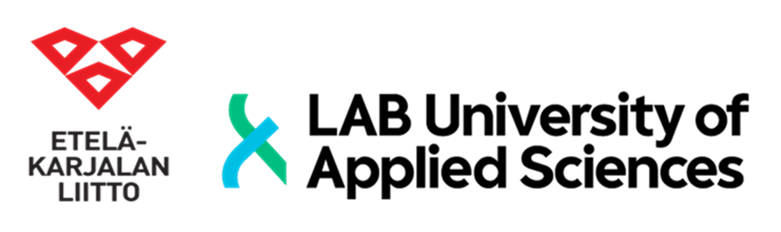 ETELÄ-
KARJALAN
LIITTO
LAB University of
Applied Sciences